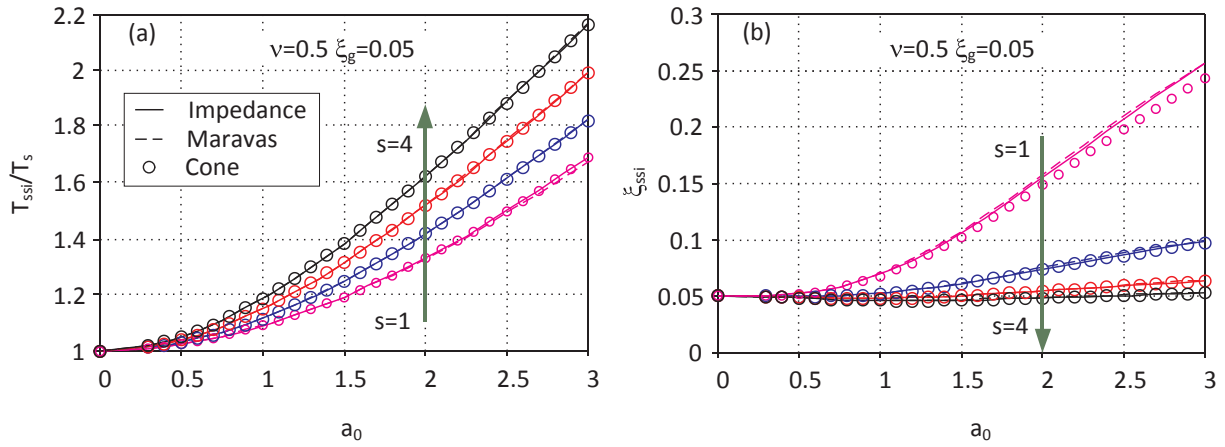 (a)
ν=0.5 ξg=0.05
Impedance
Maravas
Cone
s=4
s=1
2.2
2
1.8
1.6
1.4
1.2
1
0
0.5
1
1.5
2
2.5
3
Tssi/Ts
a0
(b)
ν=0.5 ξg=0.05
s=1
s=4
0.3
0.25
0.2
0.15
0.1
0.05
0
0
0.5
1
1.5
2
2.5
3
ξssi
a0